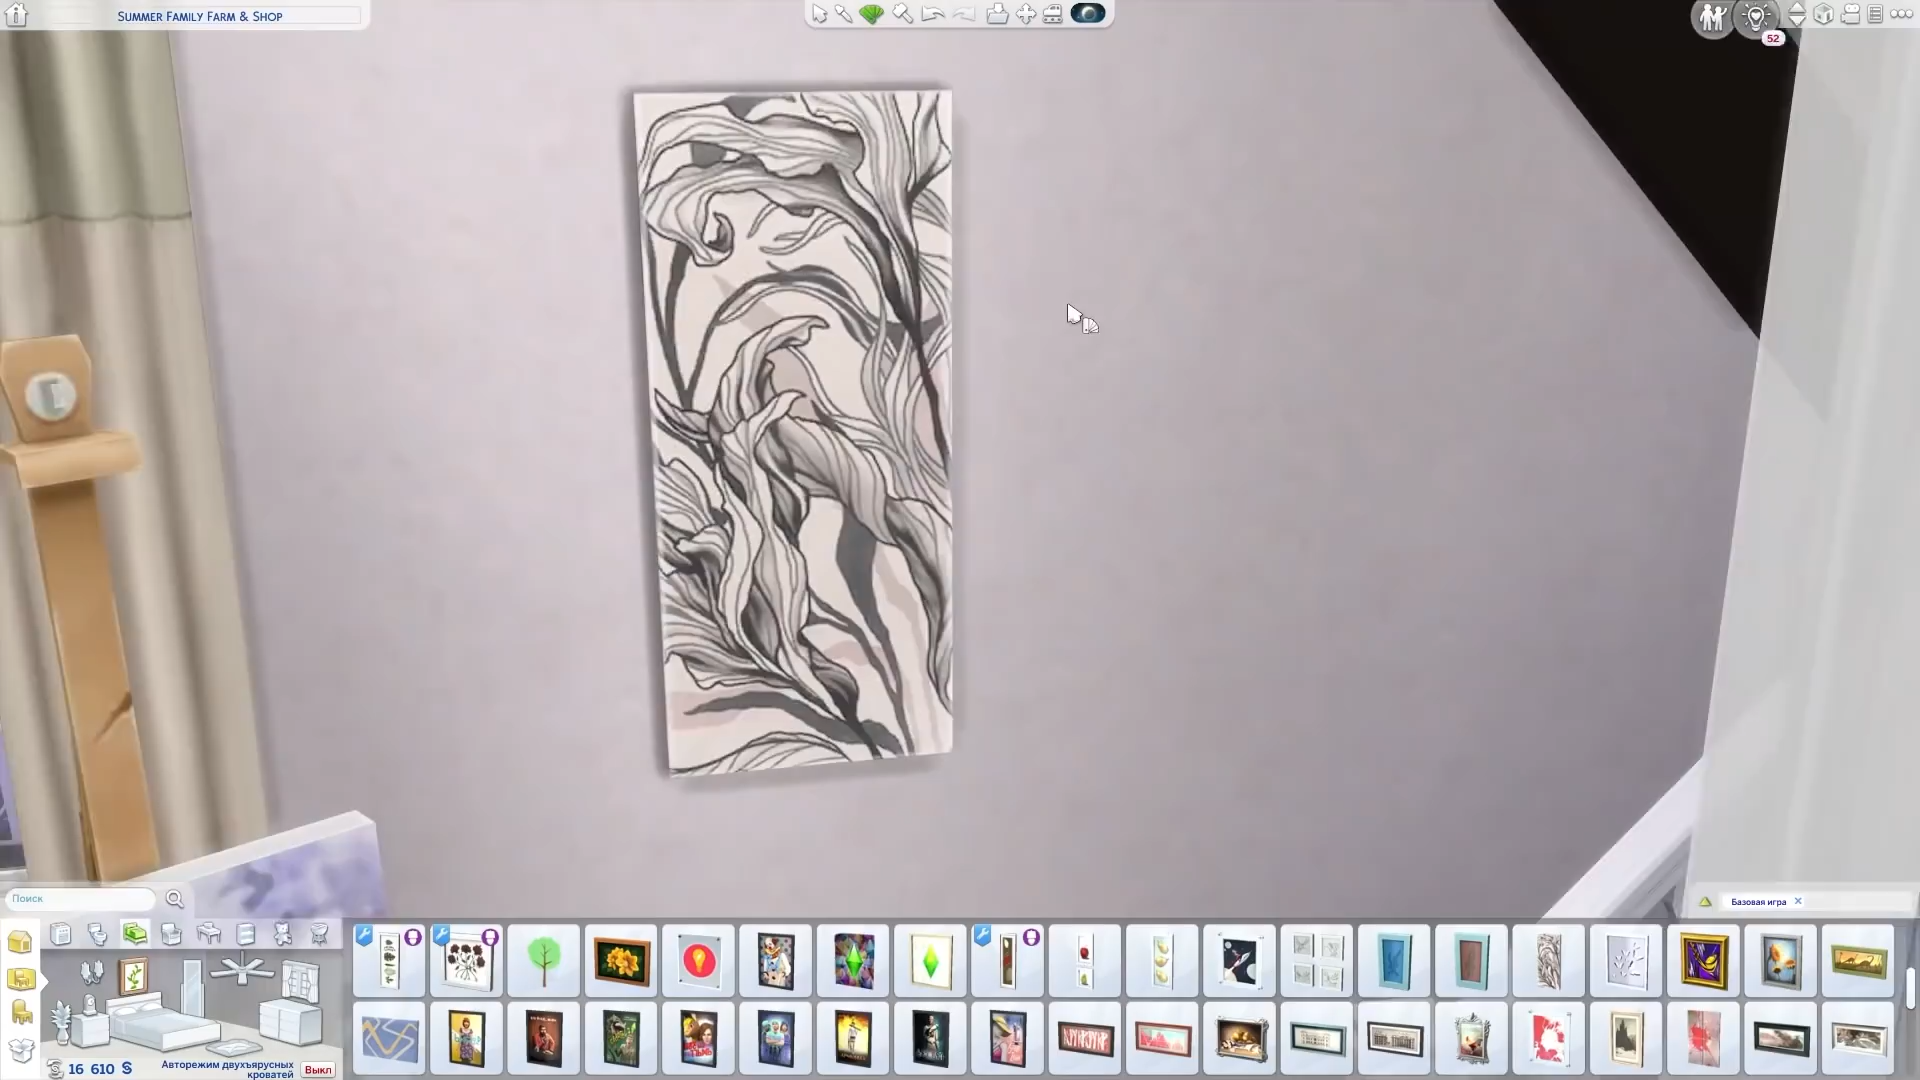 Summer Family Farm & Shop
52
Поиск
Базовая игра
16 610 S
Авторежим двухъярусных
кроватей
Выкл